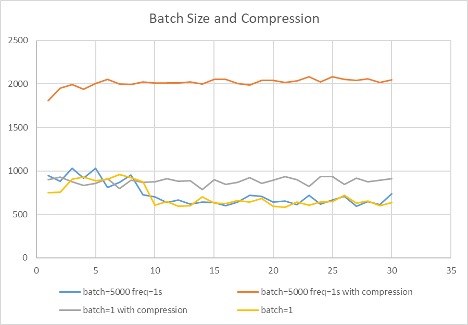 Batch Size and Compression
2500
2000
1500
1000
500
0
0 5 10 15 20 25 30 35
batch=5000 freq=1s batch=5000 freq=1s with compression
batch=1 with compression batch=1